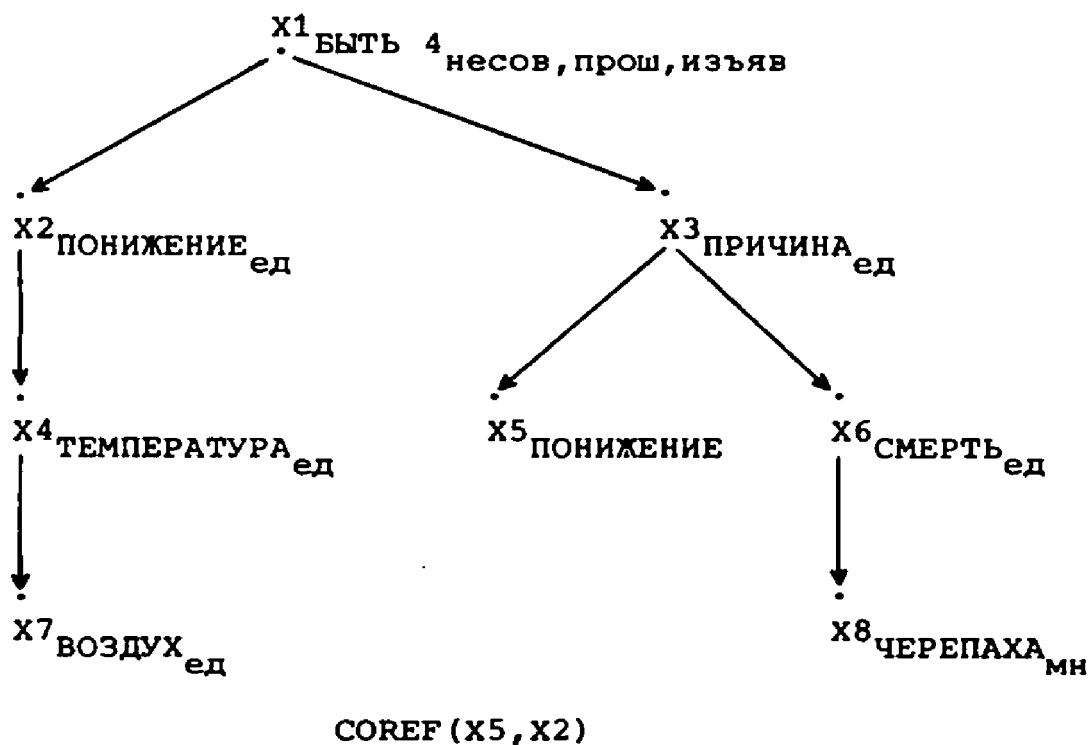 X1 БЫТЬ 4 несов,прош,изъяв
X2 ПОНИЖЕНИЕ ед X3 ПРИЧИНА ед
X4 ТЕМПЕРАТУРА ед X5 ПОНИЖЕНИЕ X6 СМЕРТЬ ед
X7 ВОЗДУХ ед X8 ЧЕРЕПАХА мн
COREF(X5,X2)